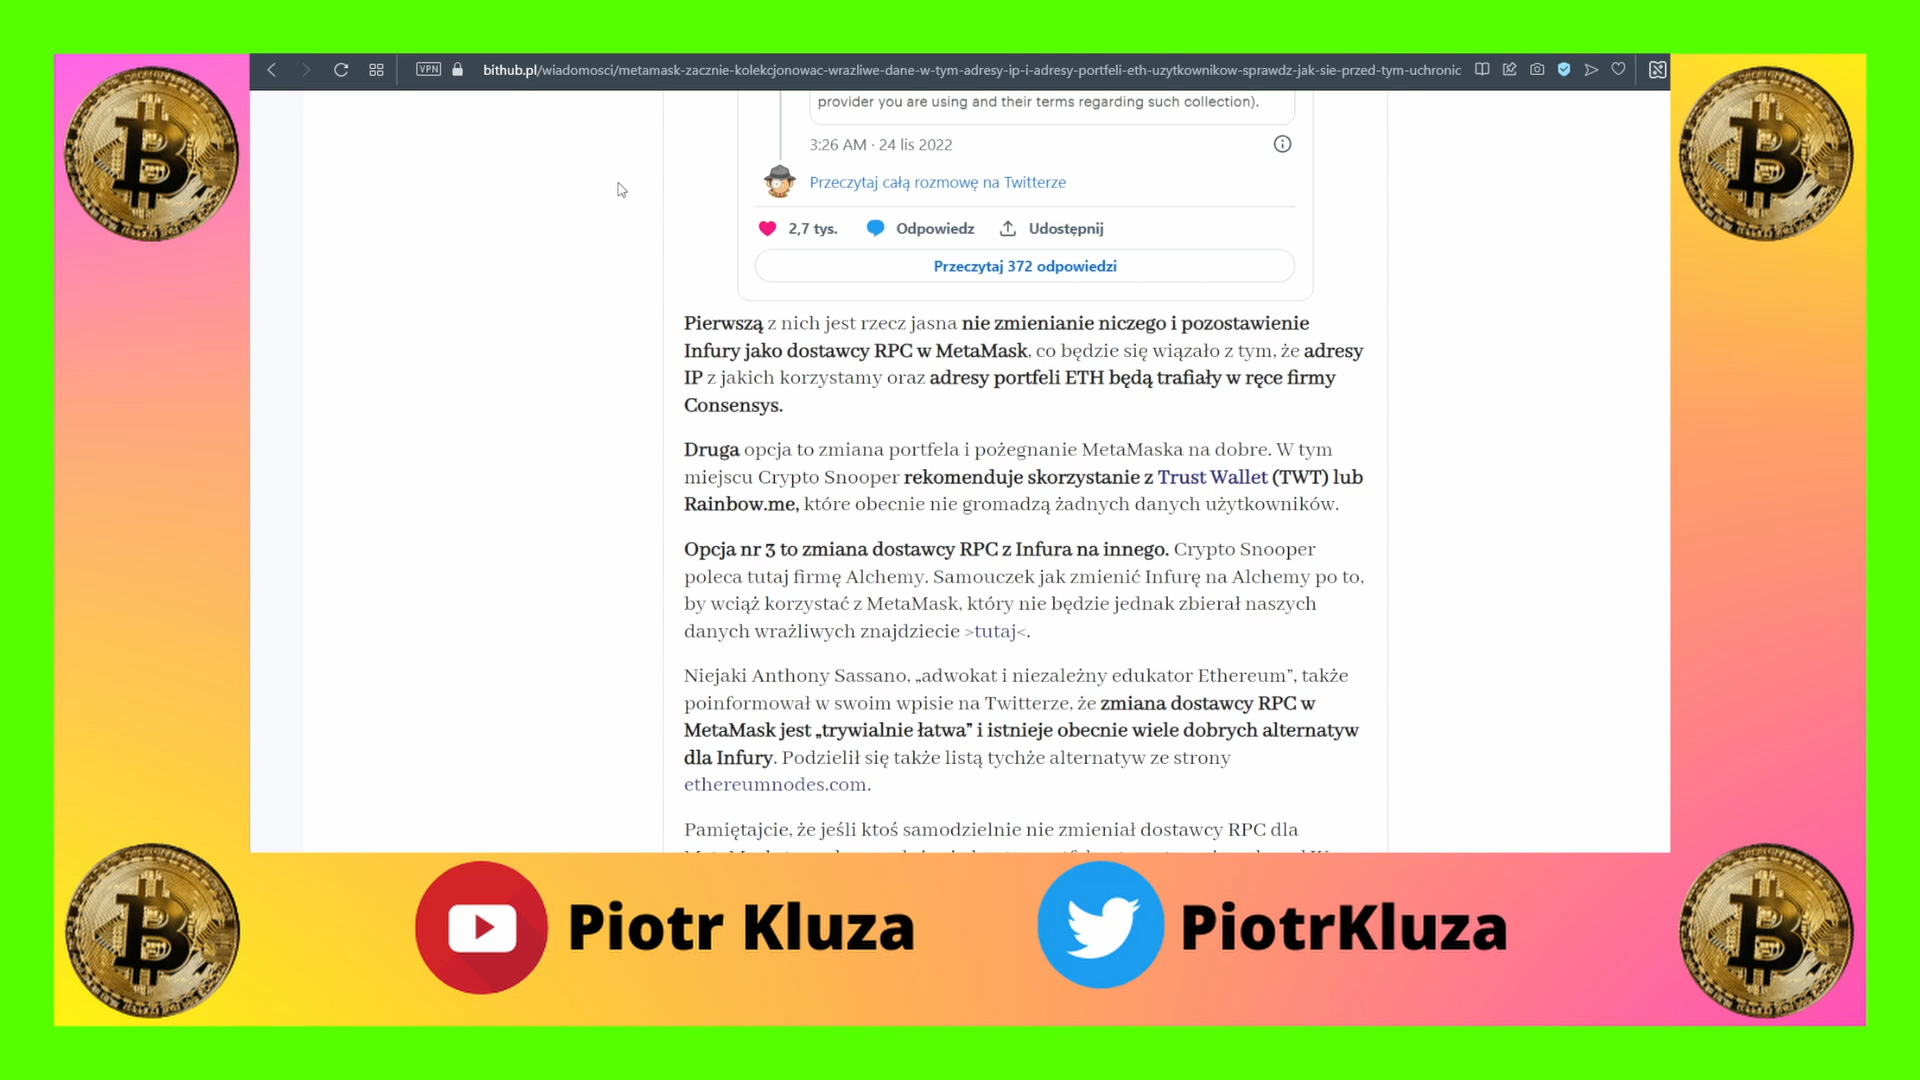 VPN
bithub.pl/wiadomosci/metamask-zacznie-kolekcjonowac-wrazliwe-dane-w-tym-adresy-ip-i-adresy-portfeli-eth-uzytkownikow-sprawdz-jak-sie-przed-tym-uchronic
provider you are using and their terms regarding such collection).
3:26 AM · 24 lis 2022
Przeczytaj całą rozmowę na Twitterze
2,7 tys. Odpowiedz Udostępnij
Przeczytaj 372 odpowiedzi
Pierwszą z nich jest rzecz jasna nie zmienianie niczego i pozostawienie
Infury jako dostawcy RPC w MetaMask, co będzie się wiązało z tym, że adresy
IP z jakich korzystamy oraz adresy portfeli ETH będą trafiały w ręce firmy
Consensys.
Druga opcja to zmiana portfela i pożegnanie MetaMaska na dobre. W tym
miejscu Crypto Snooper rekomenduje skorzystanie z Trust Wallet (TWT) lub
Rainbow.me, które obecnie nie gromadzą żadnych danych użytkowników.
Opcja nr 3 to zmiana dostawcy RPC z Infura na innego. Crypto Snooper
poleca tutaj firmę Alchemy. Samouczek jak zmienić Infurę na Alchemy po to,
by wciąż korzystać z MetaMask, który nie będzie jednak zbierał naszych
danych wrażliwych znajdziecie >tutaj<.
Niejaki Anthony Sassano, „adwokat i niezależny edukator Ethereum”, także
poinformował w swoim wpisie na Twitterze, że zmiana dostawcy RPC w
MetaMask jest „trywialnie łatwa” i istnieje obecnie wiele dobrych alternatyw
dla Infury. Podzielił się także listą tychże alternatyw ze strony
ethereumnodes.com.
Pamiętajcie, że jeśli ktoś samodzielnie nie zmieniał dostawcy RPC dla
Piotr Kluza
PiotrKluza